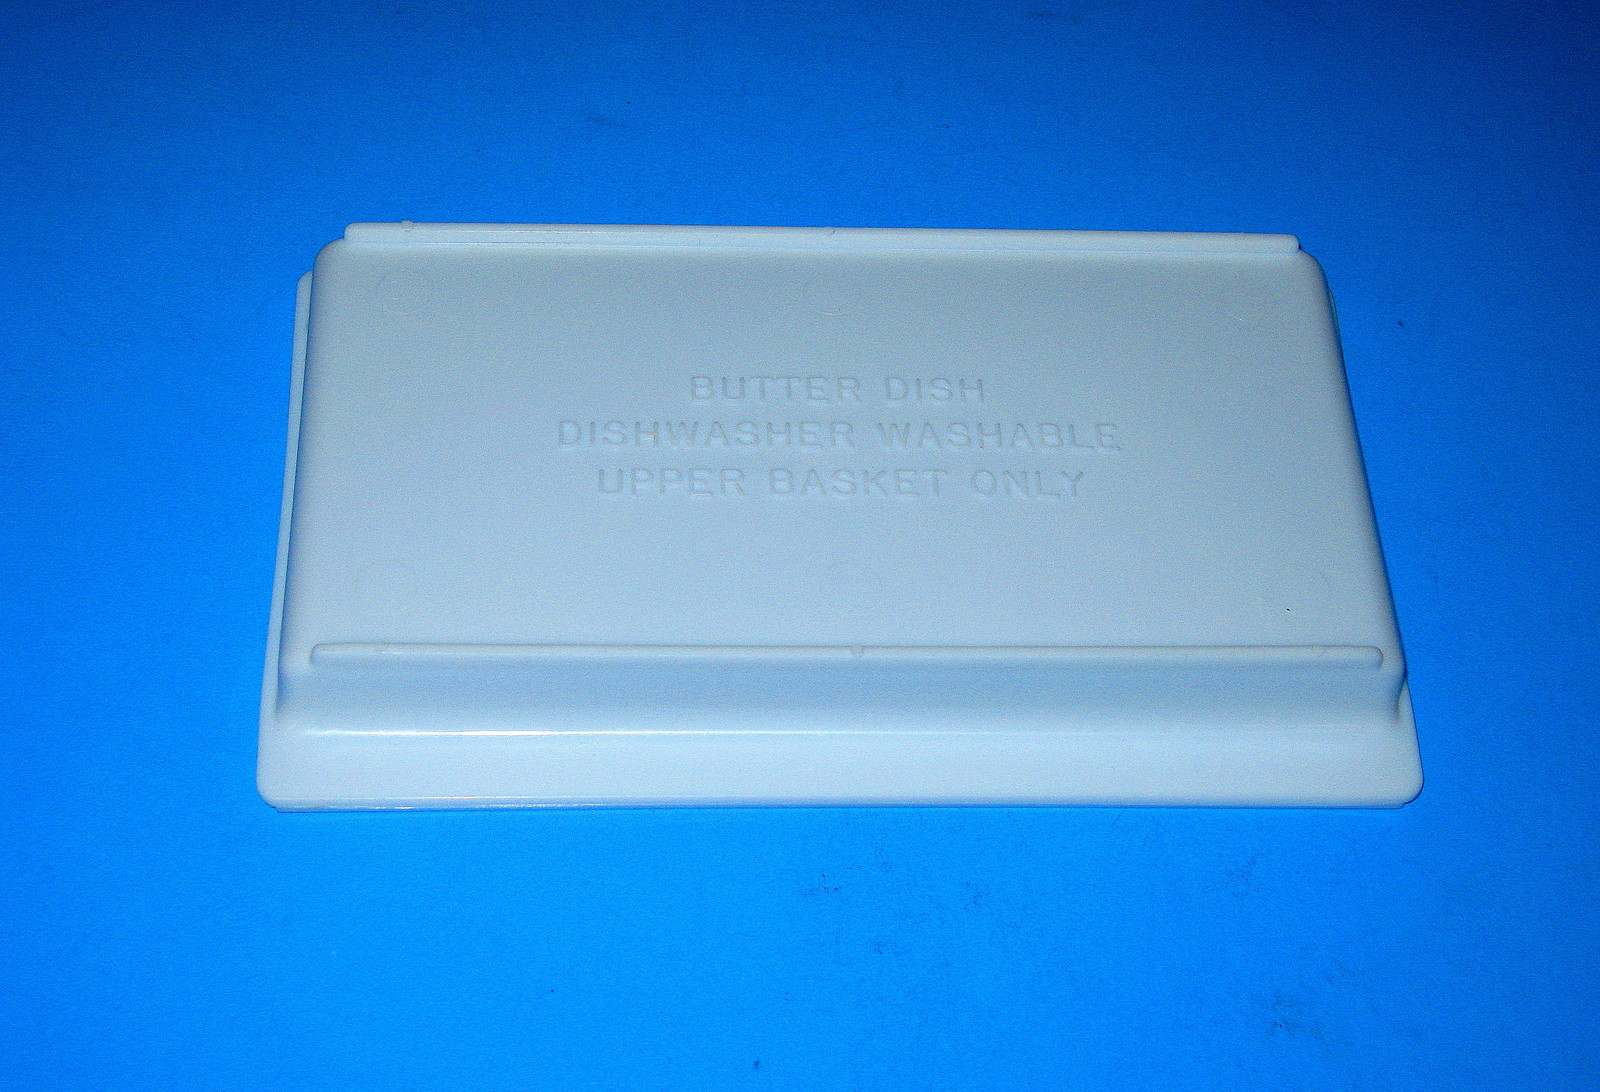 BUTTER DISH
DISHWASHER WASHABLE
UPPER BASKET ONLY